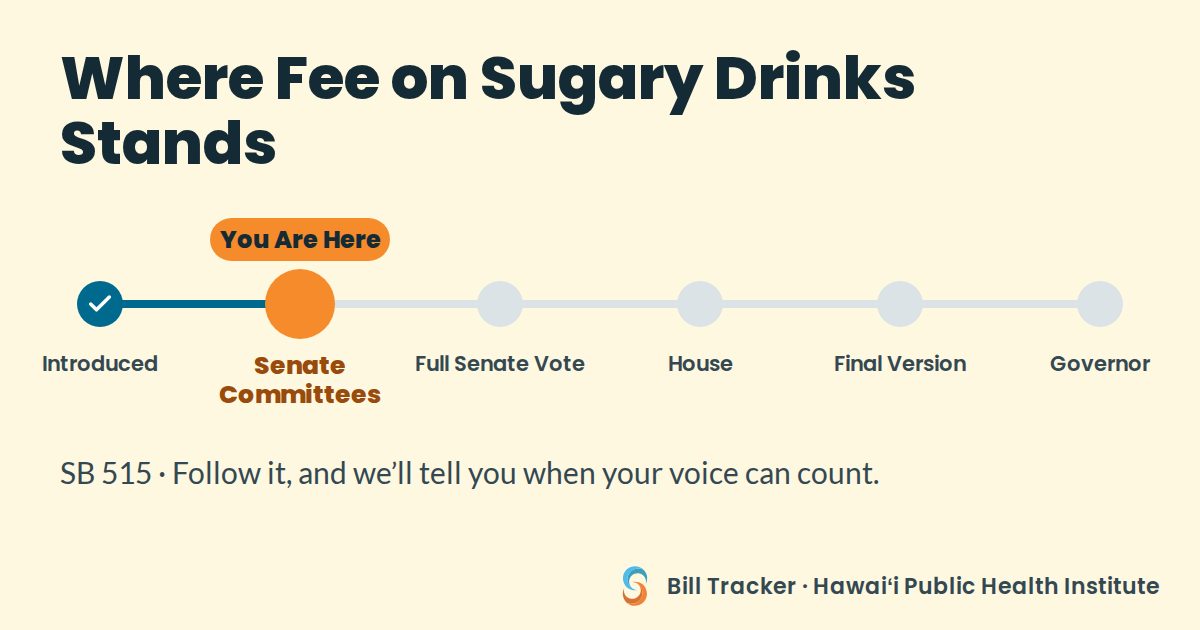 Where Fee on Sugary Drinks
Stands
You Are Here
Introduced
Senate
Committees
Full Senate Vote
House
Final Version
Governor
SB 515 · Follow it, and we’ll tell you when your voice can count.
Bill Tracker · Hawaiʻi Public Health Institute